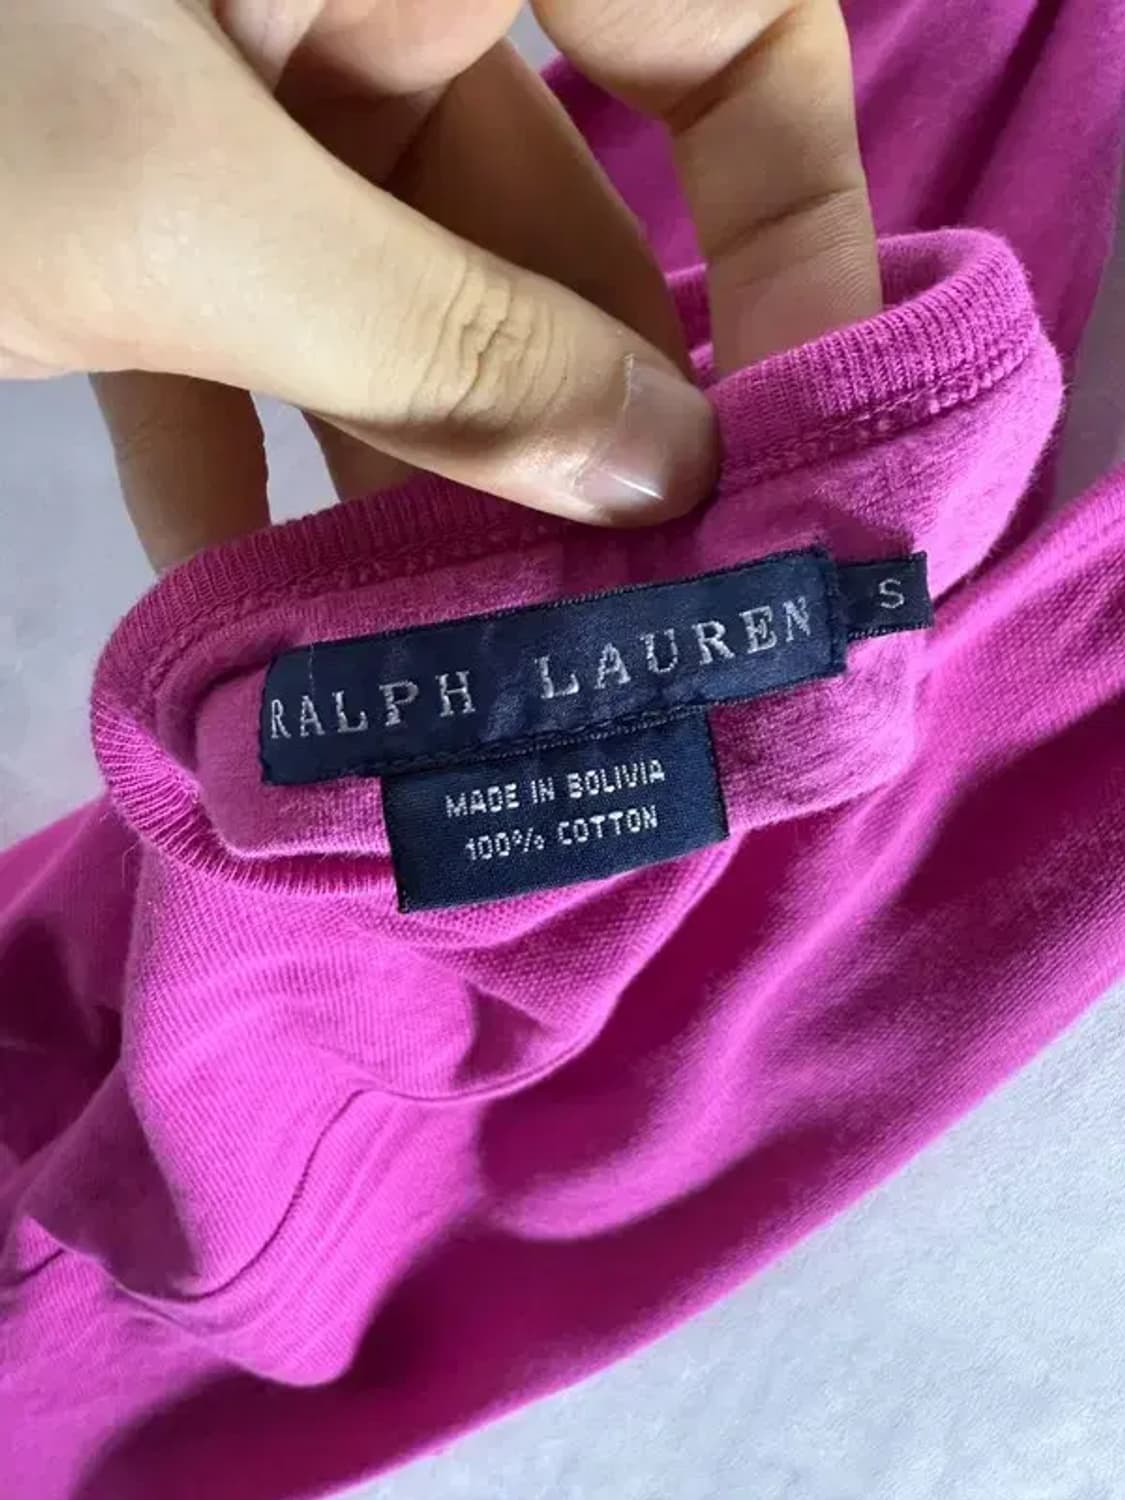 RALPH LAUREN
S
MADE IN BOLIVIA
100% COTTON